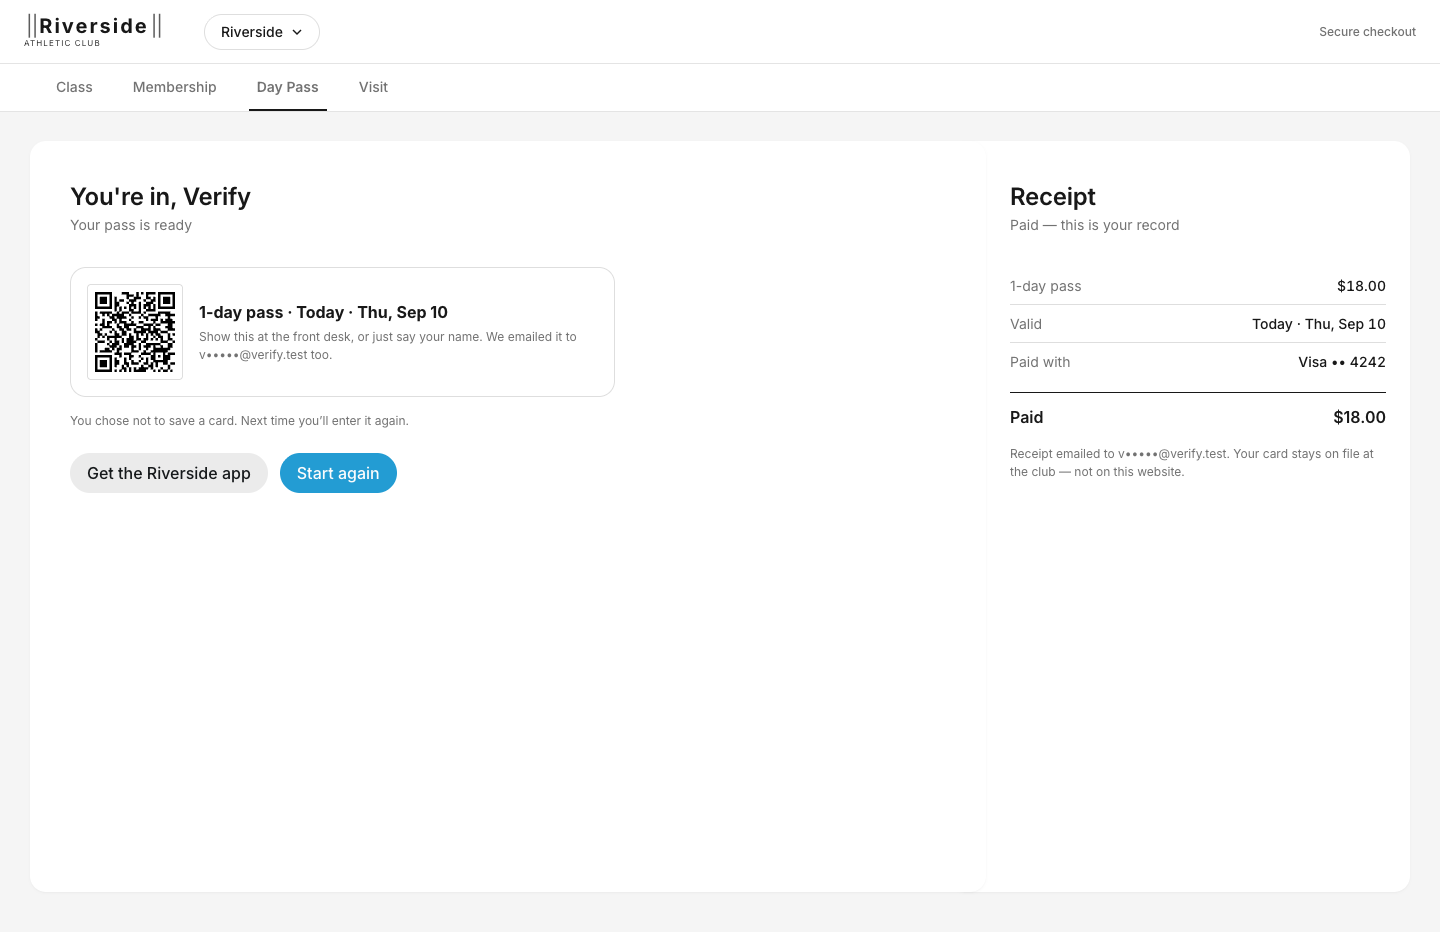 Riverside
ATHLETIC CLUB
Riverside
Secure checkout
Class
Membership
Day Pass
Visit
You're in, Verify
Your pass is ready
1-day pass · Today · Thu, Sep 10
Show this at the front desk, or just say your name. We emailed it to
v•••••@verify.test too.
You chose not to save a card. Next time you’ll enter it again.
Get the Riverside app
Start again
Receipt
Paid — this is your record
1-day pass $18.00
Valid Today · Thu, Sep 10
Paid with Visa •• 4242
Paid $18.00
Receipt emailed to v•••••@verify.test. Your card stays on file at
the club — not on this website.